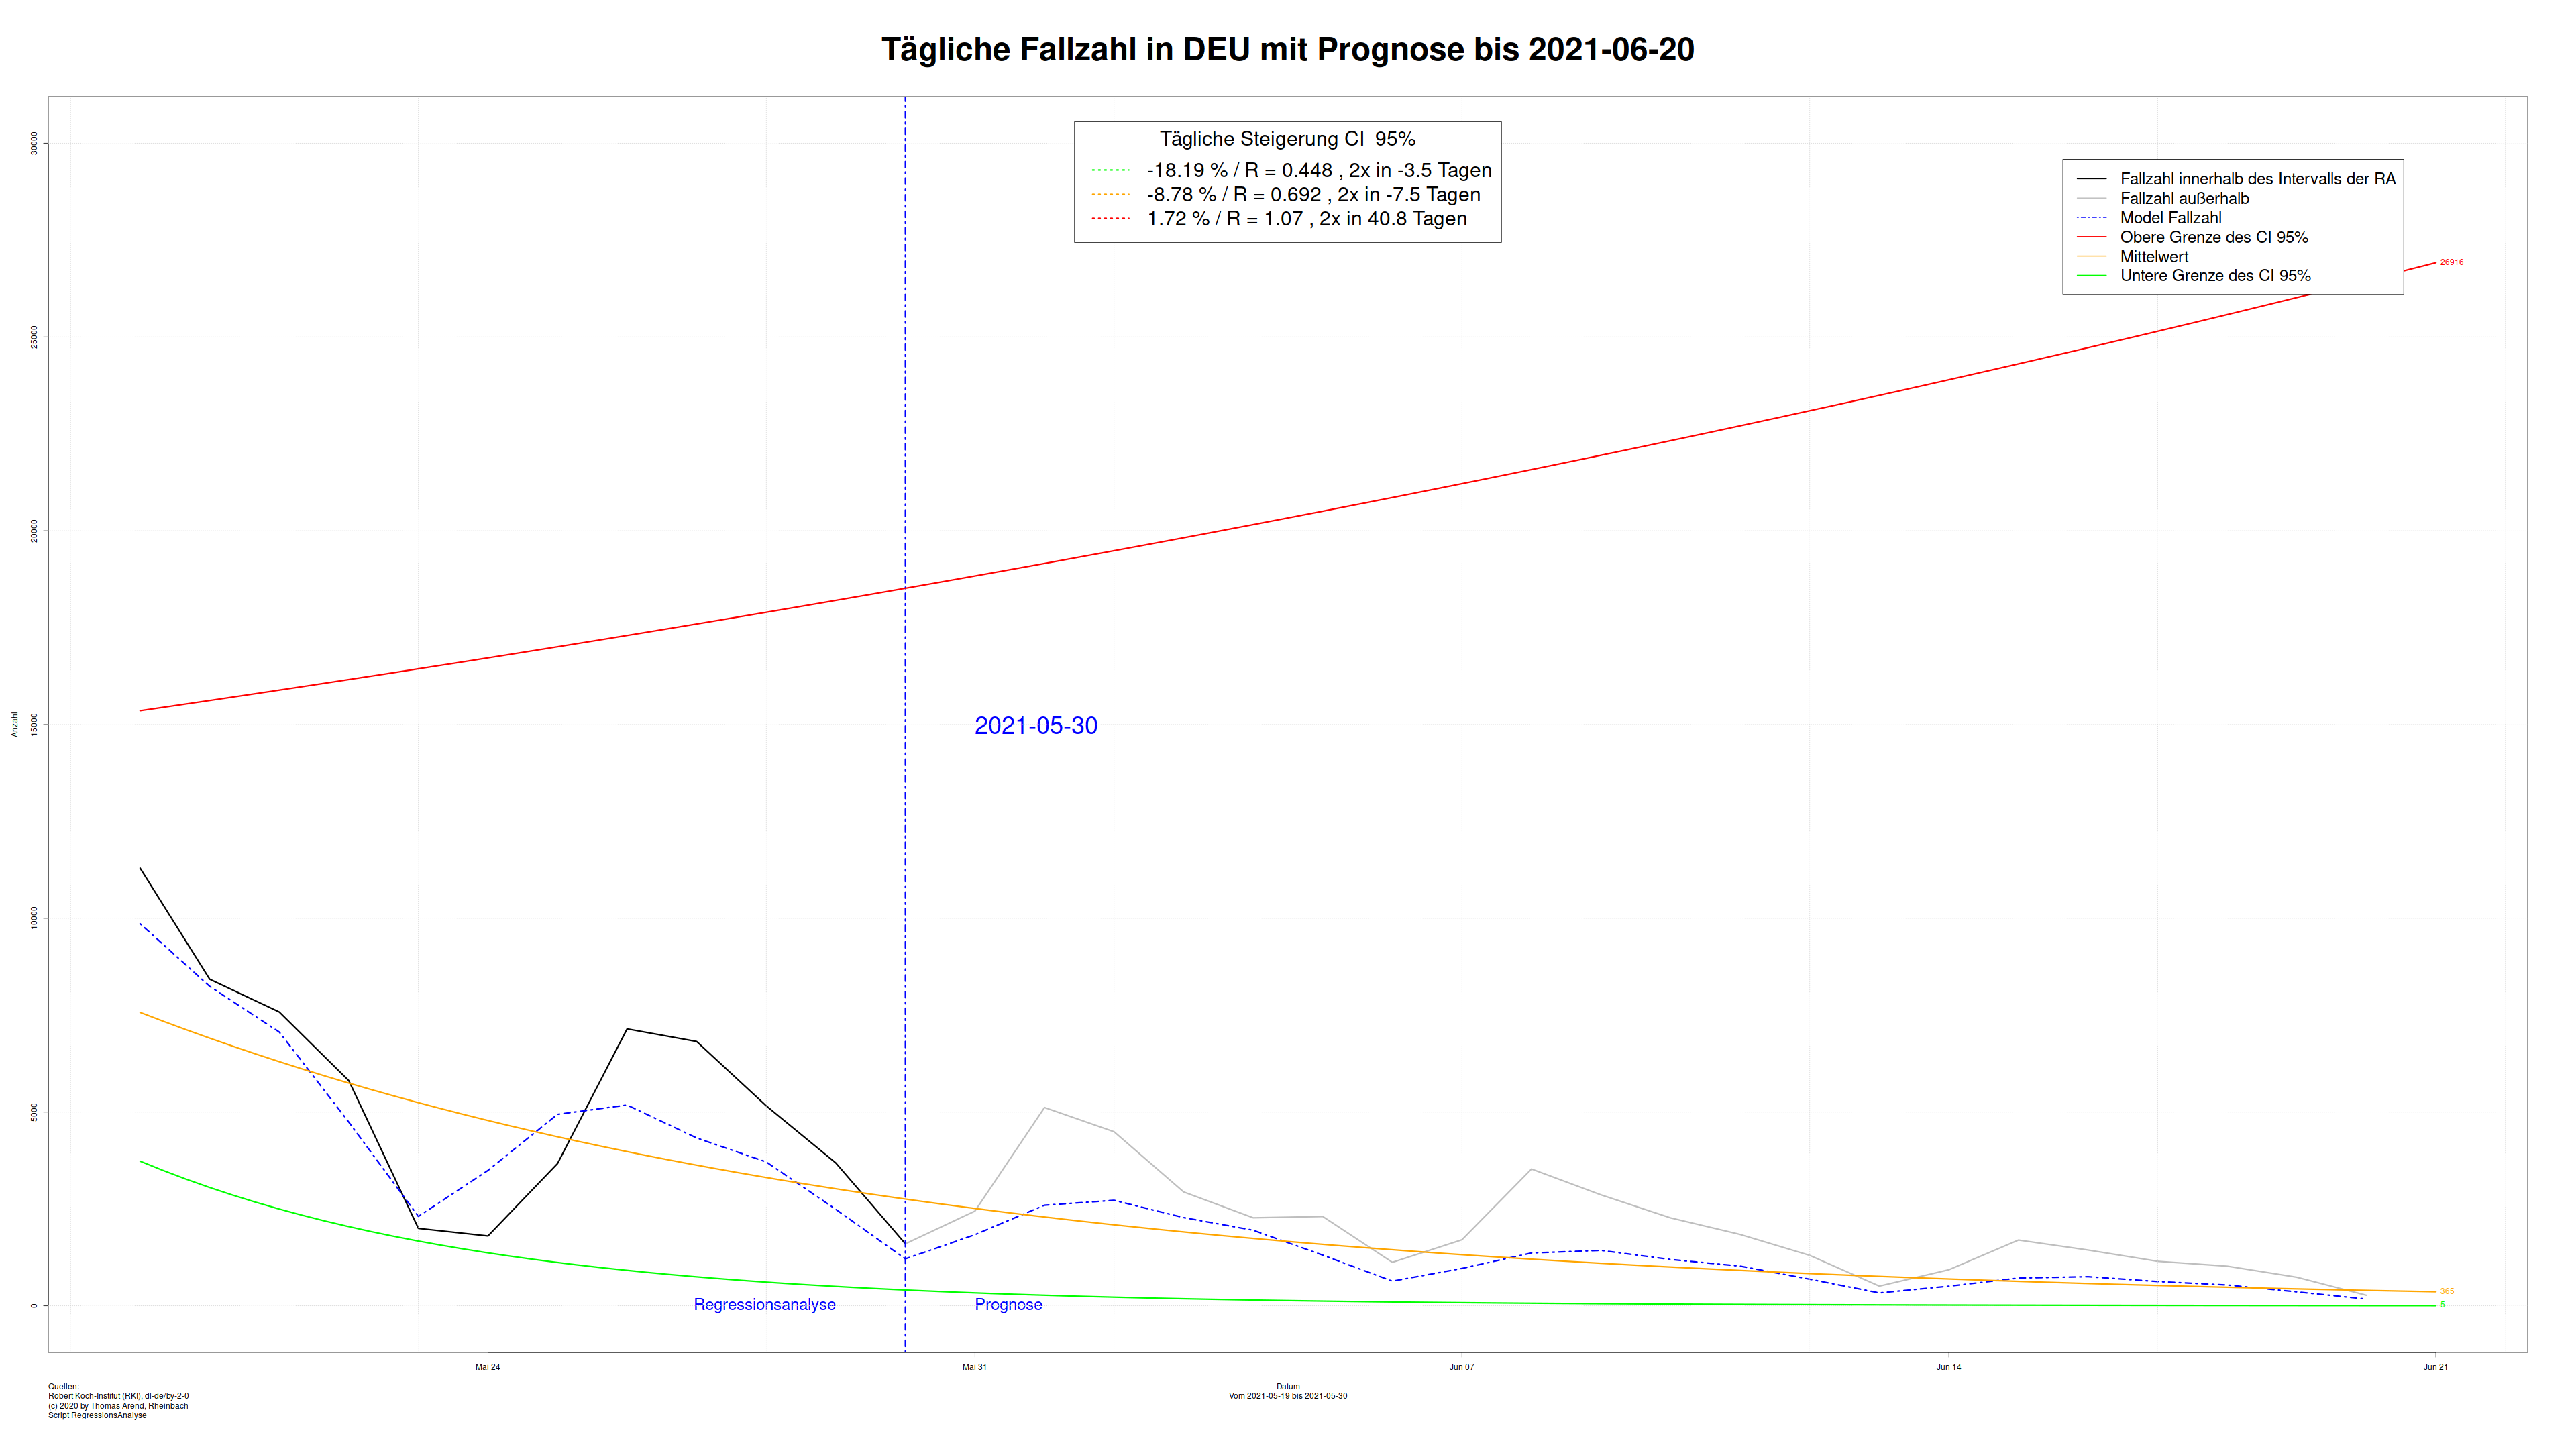 Tägliche Fallzahl in DEU mit Prognose bis 2021-06-20
Tägliche Steigerung CI  95%
-18.19 % / R = 0.448 , 2x in -3.5 Tagen
-8.78 % / R = 0.692 , 2x in -7.5 Tagen
1.72 % / R = 1.07 , 2x in 40.8 Tagen
Fallzahl innerhalb des Intervalls der RA
Fallzahl außerhalb
Model Fallzahl
Obere Grenze des CI 95%
Mittelwert
Untere Grenze des CI 95%
26916
30000
25000
20000
15000
10000
5000
0
Anzahl
2021-05-30
Regressionsanalyse
Prognose
365
5
Mai 24
Mai 31
Jun 07
Jun 14
Jun 21
Datum
Vom 2021-05-19 bis 2021-05-30
Quellen:
Robert Koch-Institut (RKI), dl-de/by-2-0
(c) 2020 by Thomas Arend, Rheinbach
Script RegressionsAnalyse